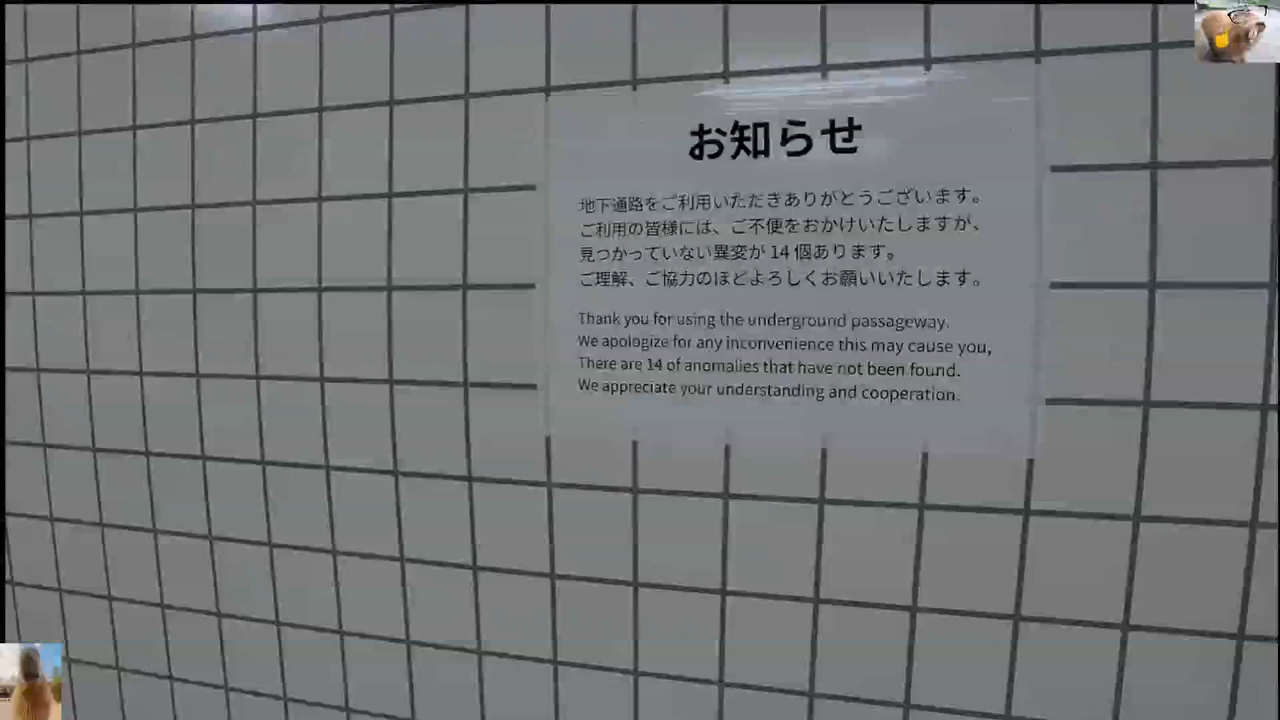 お知らせ
地下通路をご利用いただきありがとうございます。
ご利用の皆様には、ご不便をおかけいたしますが、
見つかっていない異変が 14 個あります。
ご理解、ご協力のほどよろしくお願いいたします。
Thank you for using the underground passageway.
We apologize for any inconvenience this may cause you,
There are 14 of anomalies that have not been found.
We appreciate your understanding and cooperation.